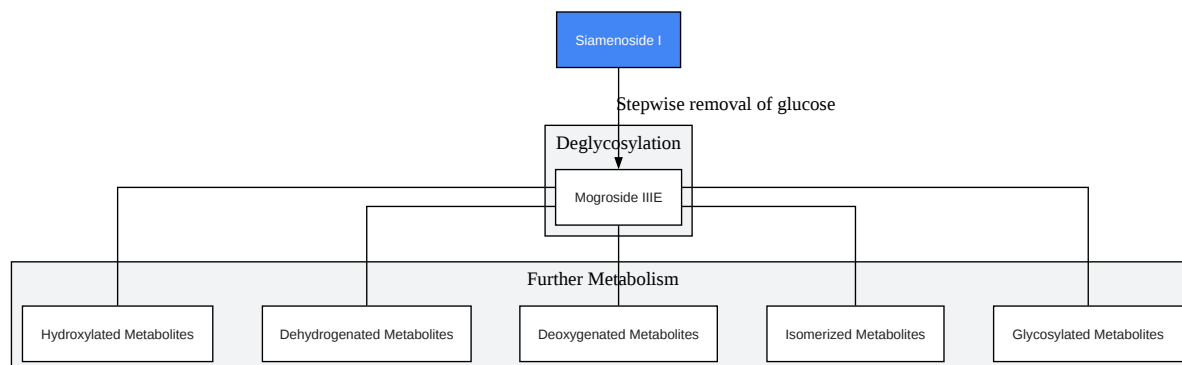 Siamenoside I
Stepwise removal of glucose
Deglycosylation
Mogroside IIIE
Further Metabolism
Hydroxylated Metabolites
Dehydrogenated Metabolites
Deoxygenated Metabolites
Isomerized Metabolites
Glycosylated Metabolites